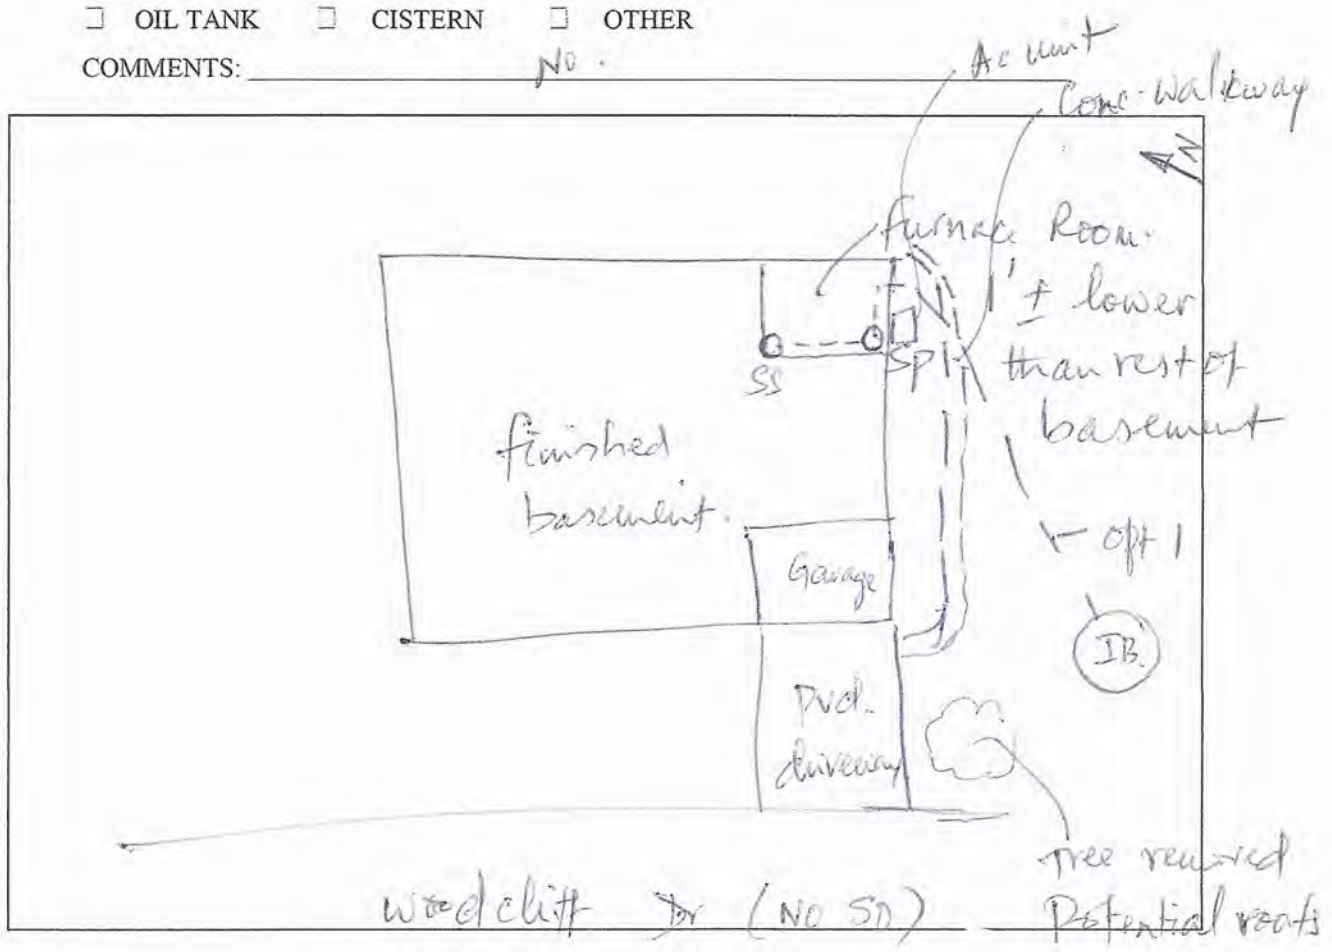 OIL TANK CISTERN OTHER
COMMENTS: No.
AC unit
Conc. Walkway
N
furnace Room.
1' ± lower
than rest of
basement
SS
SP1
finished
basement.
opt 1
Garage
IB.
Pvd.
driveway
Tree removed
Potential roots
Woodcliff Dr (NO SD)